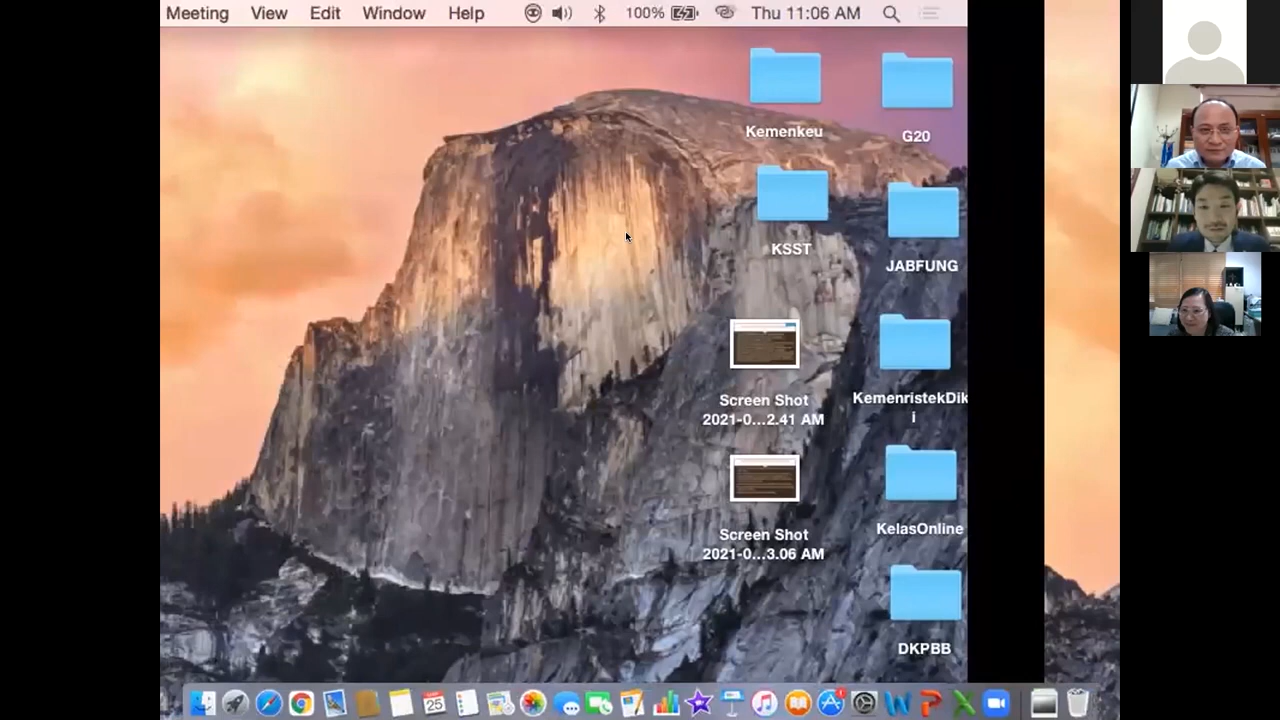 Meeting View Edit Window Help 100% Thu 11:06 AM
Kemenkeu
G20
KSST
JABFUNG
Screen Shot
2021-0...2.41 AM
KemenristekDik
i
Screen Shot
2021-0...3.06 AM
KelasOnline
DKPBB
25